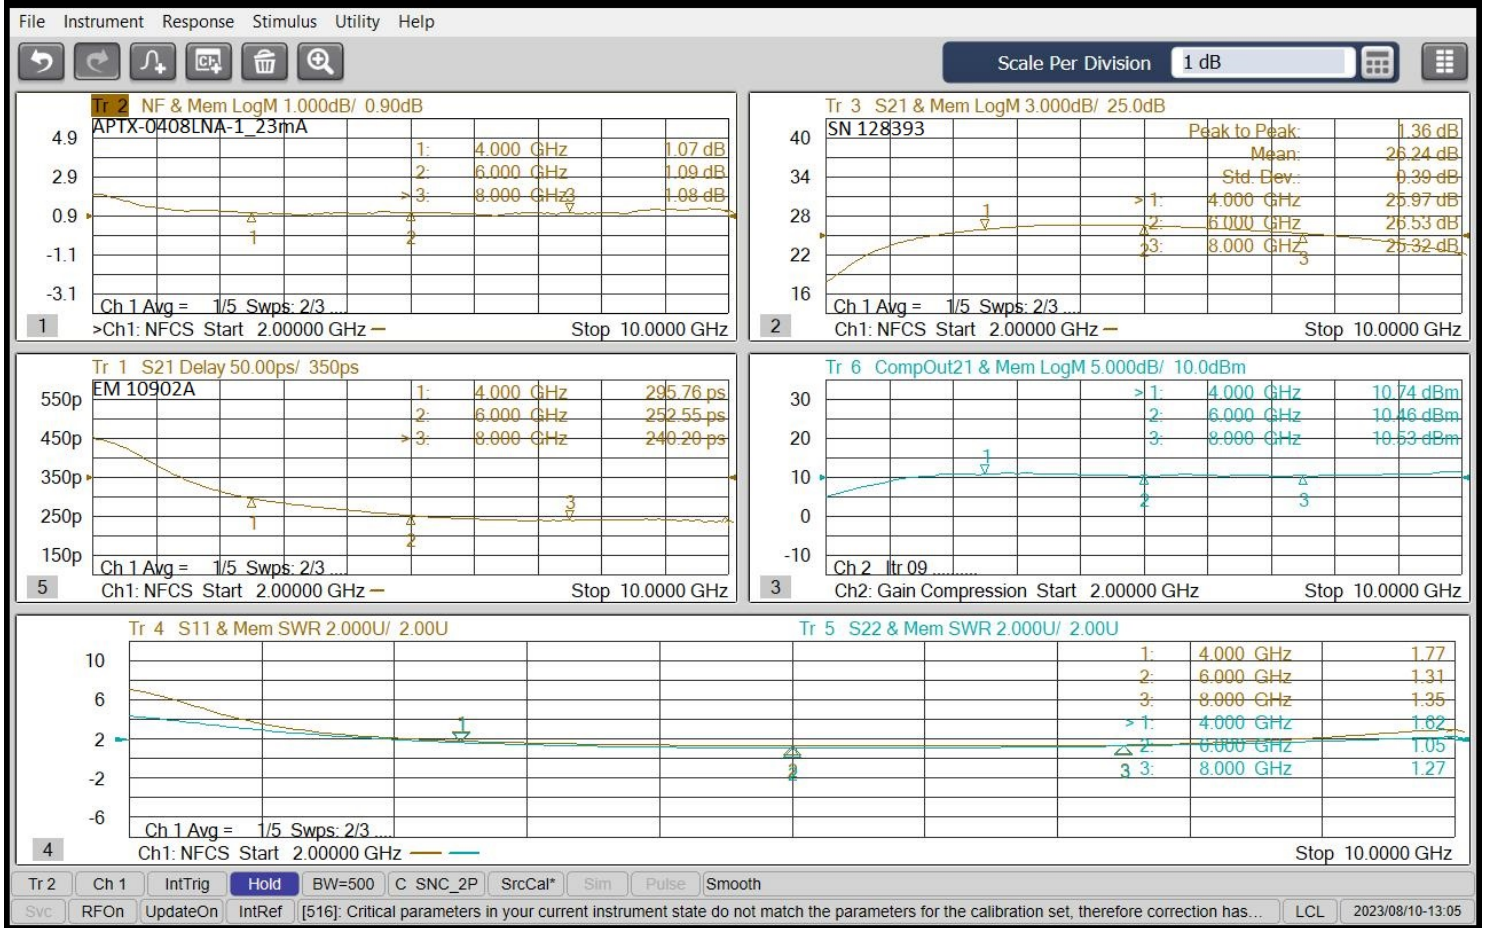 File Instrument Response Stimulus Utility Help
Scale Per Division 1 dB
Tr 2 NF & Mem LogM 1.000dB/ 0.90dB
APTX-0408LNA-1_23mA
4.9
2.9
0.9
-1.1
-3.1
1: 4.000 GHz 1.07 dB
2: 6.000 GHz 1.09 dB
> 3: 8.000 GHz 1.08 dB
1
2
3
Ch 1 Avg = 1/5 Swps: 2/3 ....
1 >Ch1: NFCS Start 2.00000 GHz Stop 10.0000 GHz
Tr 3 S21 & Mem LogM 3.000dB/ 25.0dB
SN 128393
40
34
28
22
16
Peak to Peak: 1.36 dB
Mean: 26.24 dB
Std. Dev.: 0.39 dB
> 1: 4.000 GHz 25.97 dB
2: 6.000 GHz 26.53 dB
3: 8.000 GHz 25.32 dB
1
2
3
Ch 1 Avg = 1/5 Swps: 2/3 ....
2 Ch1: NFCS Start 2.00000 GHz Stop 10.0000 GHz
Tr 1 S21 Delay 50.00ps/ 350ps
EM 10902A
550p
450p
350p
250p
150p
1: 4.000 GHz 295.76 ps
2: 6.000 GHz 252.55 ps
> 3: 8.000 GHz 240.20 ps
1
2
3
Ch 1 Avg = 1/5 Swps: 2/3 ....
5 Ch1: NFCS Start 2.00000 GHz Stop 10.0000 GHz
Tr 6 CompOut21 & Mem LogM 5.000dB/ 10.0dBm
30
20
10
0
-10
> 1: 4.000 GHz 10.74 dBm
2: 6.000 GHz 10.46 dBm
3: 8.000 GHz 10.53 dBm
1
2
3
Ch 2 Itr 09 ..........
3 Ch2: Gain Compression Start 2.00000 GHz Stop 10.0000 GHz
Tr 4 S11 & Mem SWR 2.000U/ 2.00U Tr 5 S22 & Mem SWR 2.000U/ 2.00U
10
6
2
-2
-6
1: 4.000 GHz 1.77
2: 6.000 GHz 1.31
3: 8.000 GHz 1.35
> 1: 4.000 GHz 1.62
2: 6.000 GHz 1.05
3: 8.000 GHz 1.27
1
2
3
Ch 1 Avg = 1/5 Swps: 2/3 ....
4 Ch1: NFCS Start 2.00000 GHz Stop 10.0000 GHz
Tr 2 Ch 1 IntTrig Hold BW=500 C SNC_2P SrcCal* Sim Pulse Smooth
Svc RFOn UpdateOn IntRef [516]: Critical parameters in your current instrument state do not match the parameters for the calibration set, therefore correction has... LCL 2023/08/10-13:05